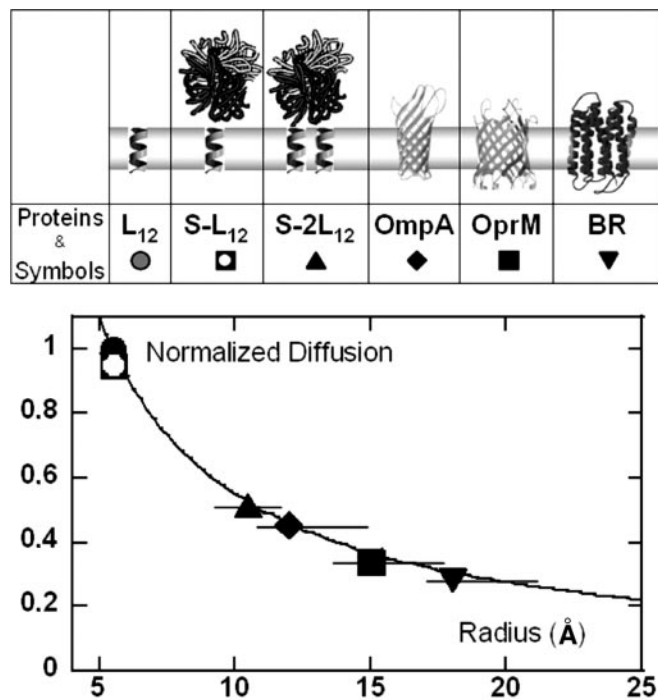 Proteins & Symbols
L₁₂ S-L₁₂ S-2L₁₂ OmpA OprM BR
Normalized Diffusion
1
0.8
0.6
0.4
0.2
0
Radius (Å)
5 10 15 20 25